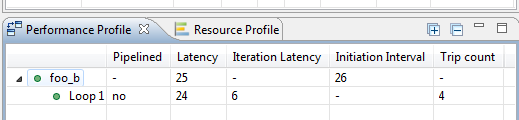 Performance Profile Resource Profile
Pipelined Latency Iteration Latency Initiation Interval Trip count
foo_b - 25 - 26 -
Loop 1 no 24 6 - 4